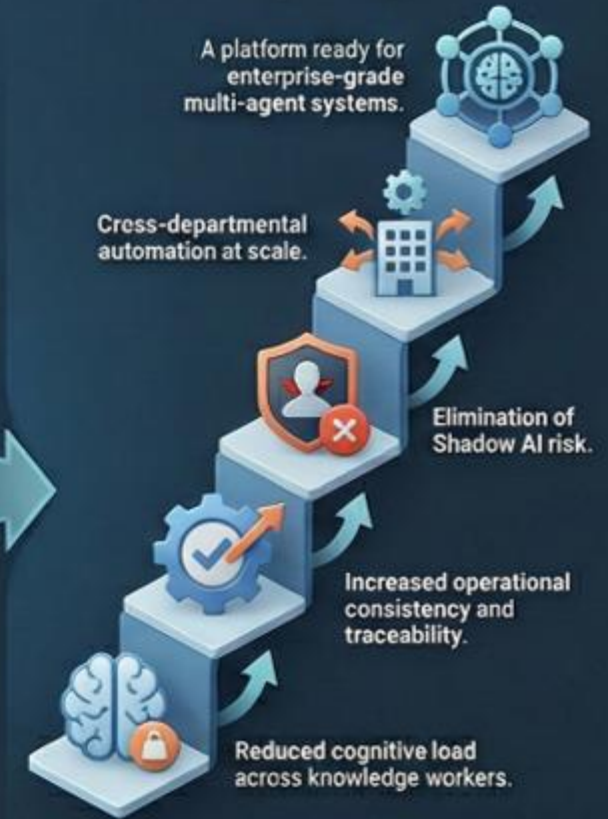 A platform ready for
enterprise-grade
multi-agent systems.
Cross-departmental
automation at scale.
Elimination of
Shadow AI risk.
Increased operational
consistency and
traceability.
Reduced cognitive load
across knowledge workers.